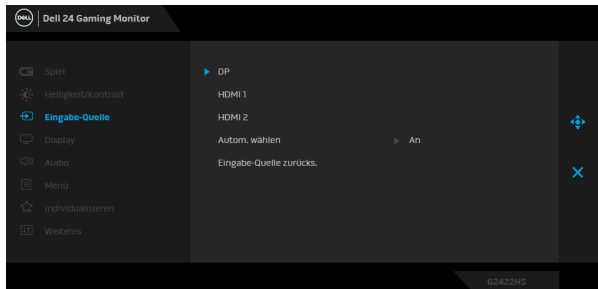 DELL Dell 24 Gaming Monitor
Spiel
Helligkeit/Kontrast
Eingabe-Quelle
Display
Audio
Menü
Individualisieren
Weiteres
DP
HDMI 1
HDMI 2
Autom. wählen An
Eingabe-Quelle zurücks.
G2422HS